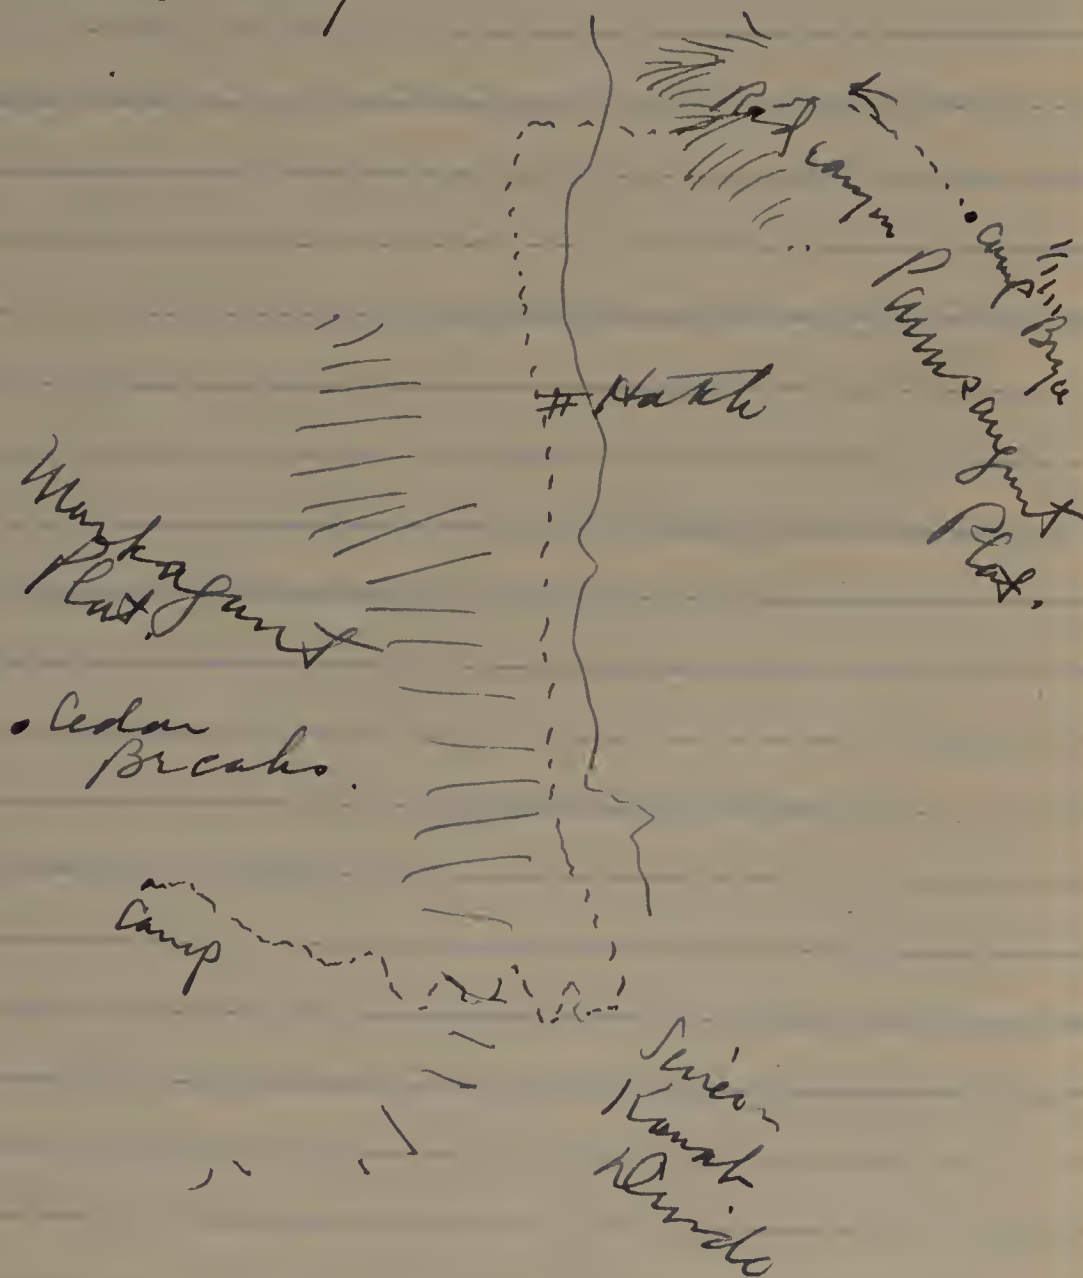 Red
Canyon
Camp
Bryce
Paunsaugunt
Plat.
Hatch
Markagunt
Plat.
Cedar
Breaks.
Camp
Sevier
Kanab
Divide